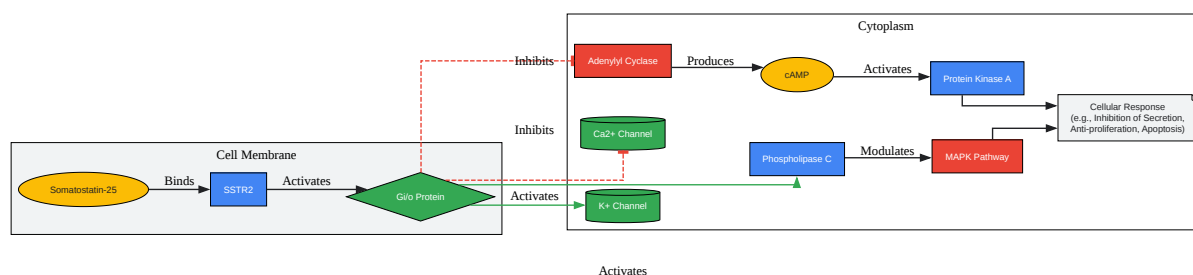 Cytoplasm
Inhibits
Adenylyl Cyclase
Produces
cAMP
Activates
Protein Kinase A
Cellular Response
(e.g., Inhibition of Secretion,
Anti-proliferation, Apoptosis)
Inhibits
Ca2+ Channel
Phospholipase C
Modulates
MAPK Pathway
Cell Membrane
Somatostatin-25
Binds
SSTR2
Activates
Gi/o Protein
Activates
K+ Channel
Activates